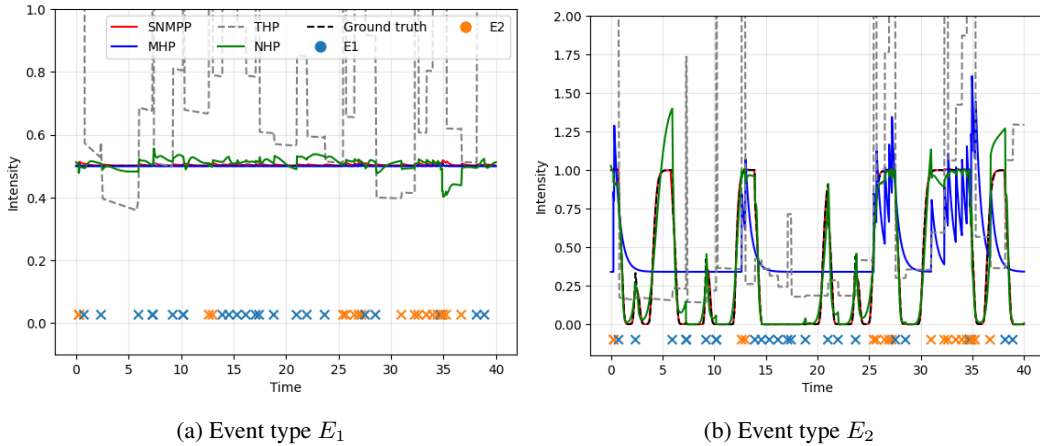 SNMPP THP Ground truth E2
MHP NHP E1
1.0
0.8
0.6
0.4
0.2
0.0
Intensity
0 5 10 15 20 25 30 35 40
Time
(a) Event type E1
2.00
1.75
1.50
1.25
1.00
0.75
0.50
0.25
0.00
Intensity
0 5 10 15 20 25 30 35 40
Time
(b) Event type E2